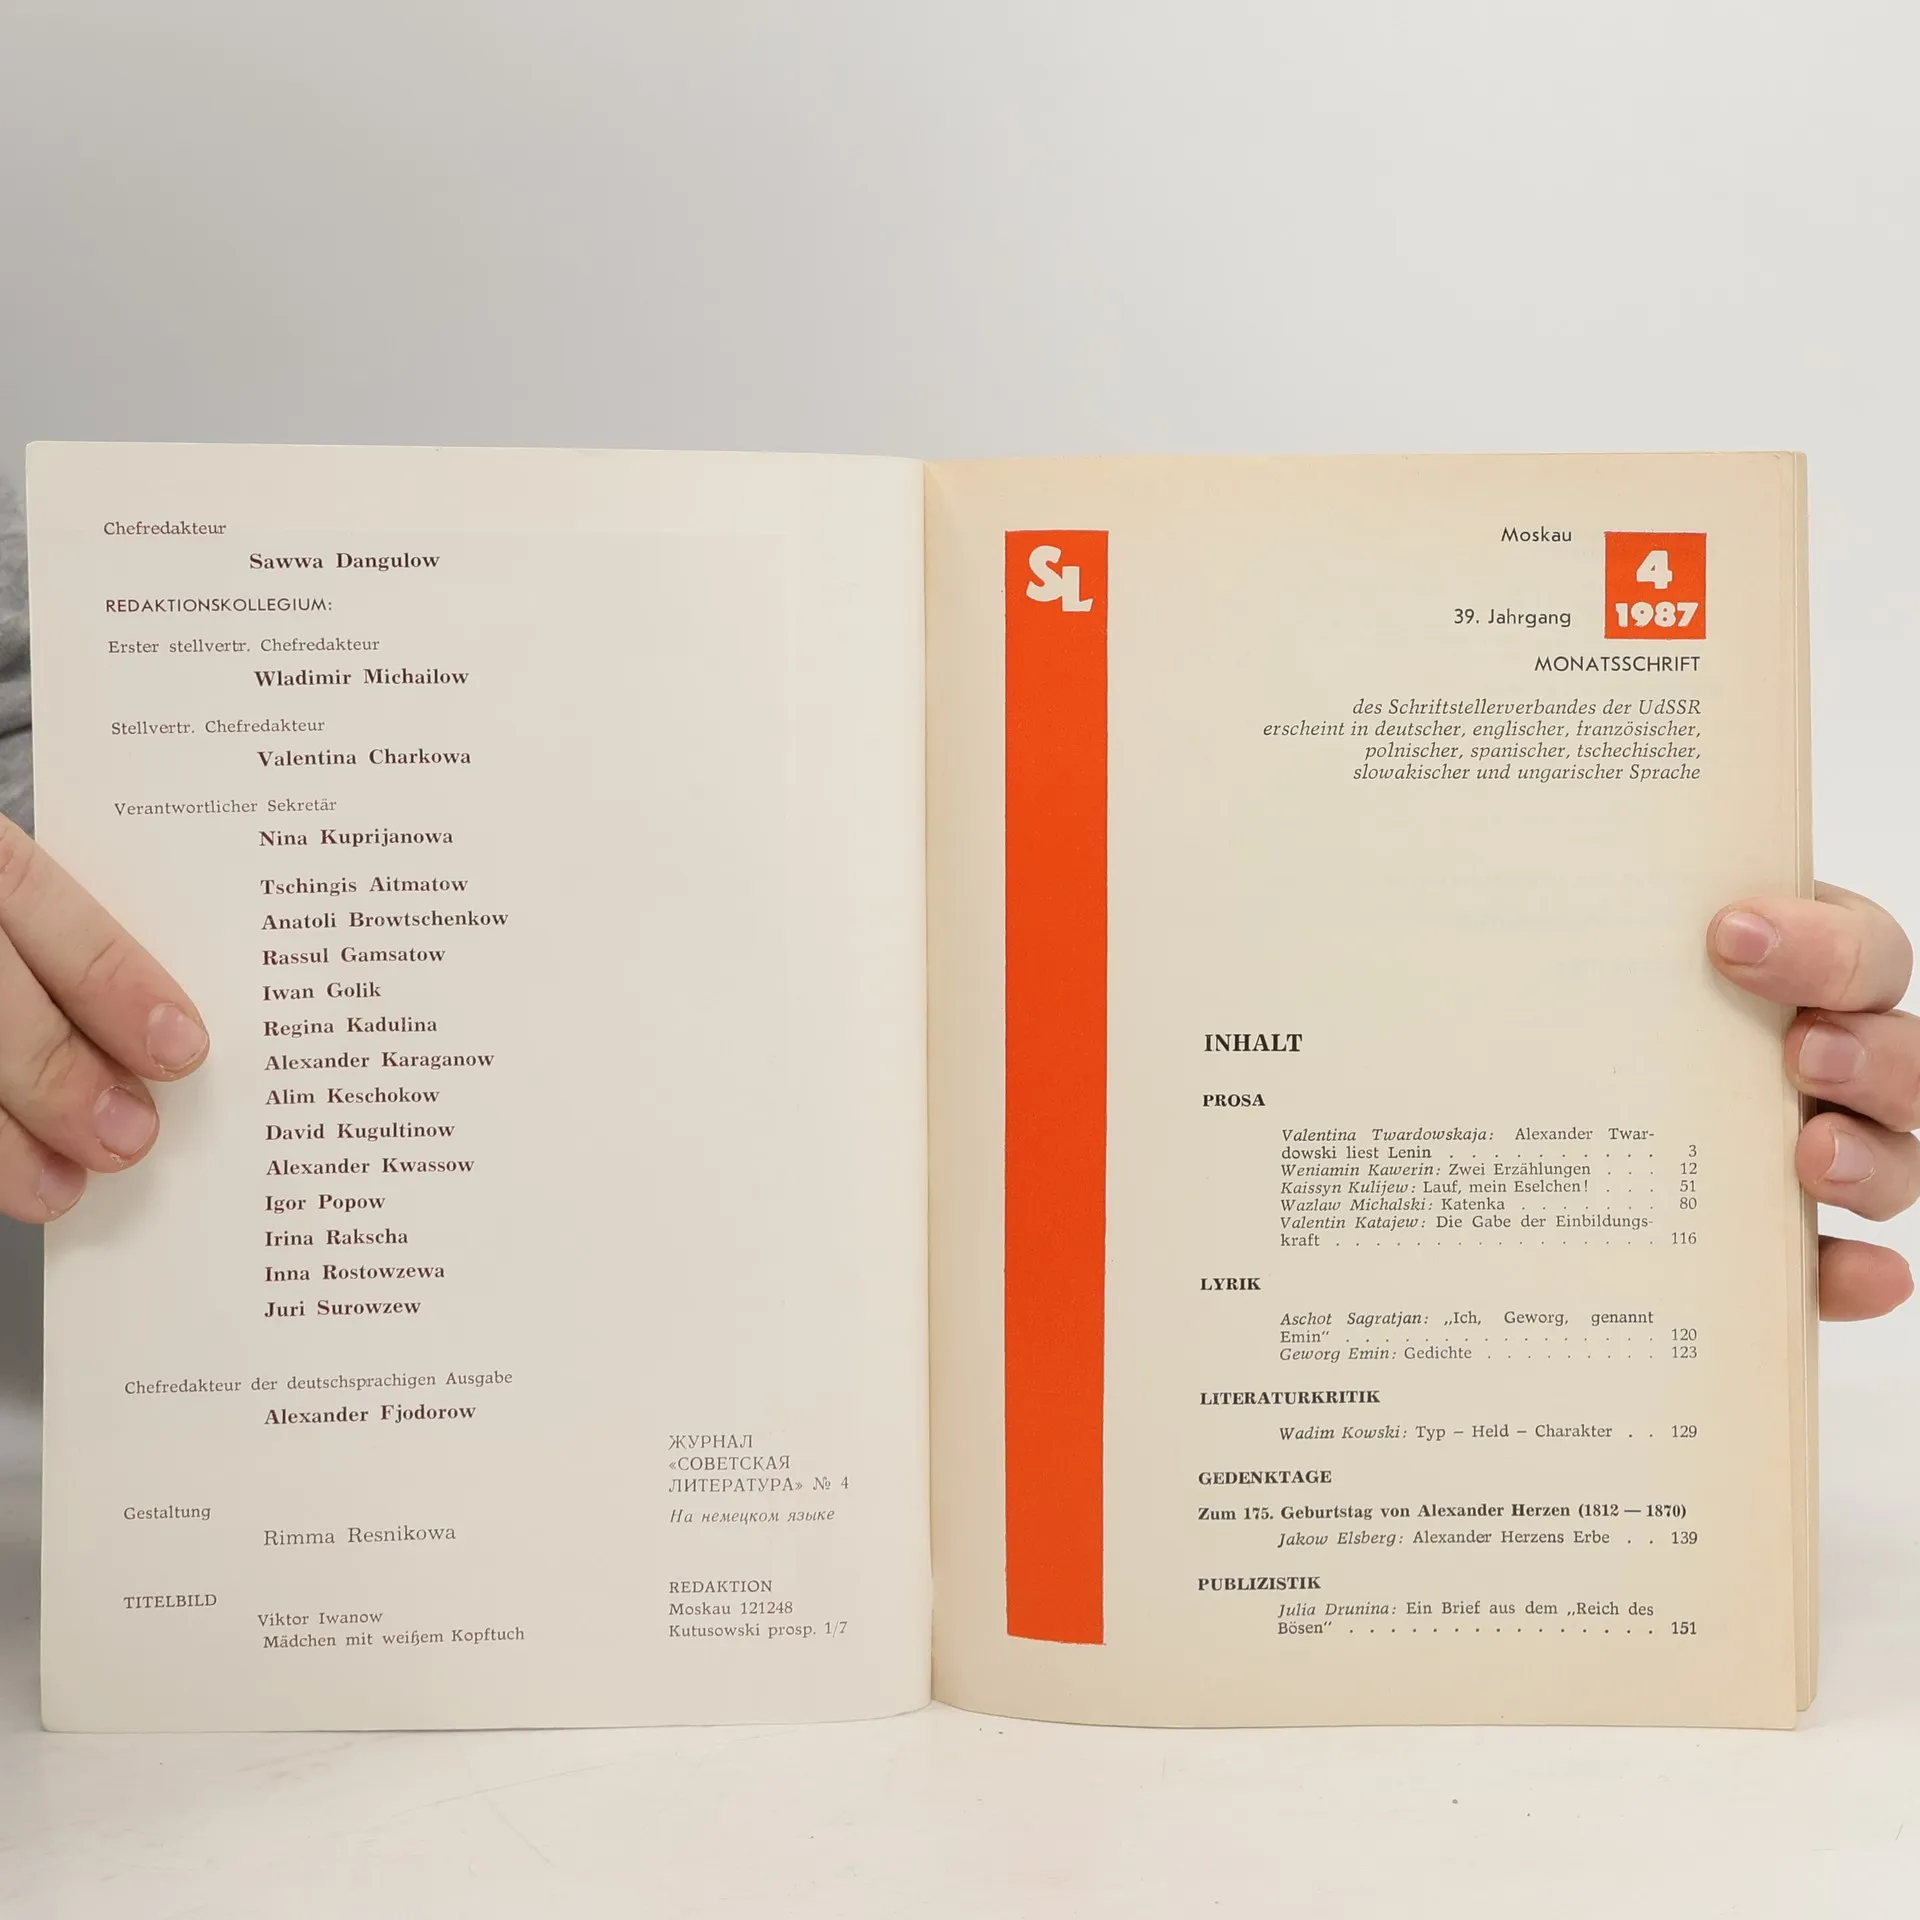 Chefredakteur
Sawwa Dangulow
REDAKTIONSKOLLEGIUM:
Erster stellvertr. Chefredakteur
Wladimir Michailow
Stellvertr. Chefredakteur
Valentina Charkowa
Verantwortlicher Sekretär
Nina Kuprijanowa
Tschingis Aitmatow
Anatoli Browtschenkow
Rassul Gamsatow
Iwan Golik
Regina Kadulina
Alexander Karaganow
Alim Keschokow
David Kugultinow
Alexander Kwassow
Igor Popow
Irina Rakscha
Inna Rostowzewa
Juri Surowzew
Chefredakteur der deutschsprachigen Ausgabe
Alexander Fjodorow
Gestaltung
Rimma Resnikowa
TITELBILD
Viktor Iwanow
Mädchen mit weißem Kopftuch
ЖУРНАЛ
«СОВЕТСКАЯ
ЛИТЕРАТУРА» № 4
На немецком языке
REDAKTION
Moskau 121248
Kutusowski prosp. 1/7
SL
Moskau
4
39. Jahrgang
1987
MONATSSCHRIFT
des Schriftstellerverbandes der UdSSR
erscheint in deutscher, englischer, französischer,
polnischer, spanischer, tschechischer,
slowakischer und ungarischer Sprache
INHALT
PROSA
Valentina Twardowskaja: Alexander Twar-
dowski liest Lenin . . . . . . . . . . 3
Weniamin Kawerin: Zwei Erzählungen . . . 12
Kaissyn Kulijew: Lauf, mein Eselchen! . . . 51
Wazlaw Michalski: Katenka . . . . . . . 80
Valentin Katajew: Die Gabe der Einbildungs-
kraft . . . . . . . . . . . . . . . . 116
LYRIK
Aschot Sagratjan: „Ich, Geworg, genannt
Emin“ . . . . . . . . . . . . . . . . 120
Geworg Emin: Gedichte . . . . . . . . . 123
LITERATURKRITIK
Wadim Kowski: Typ – Held – Charakter . . 129
GEDENKTAGE
Zum 175. Geburtstag von Alexander Herzen (1812 — 1870)
Jakow Elsberg: Alexander Herzens Erbe . . 139
PUBLIZISTIK
Julia Drunina: Ein Brief aus dem „Reich des
Bösen“ . . . . . . . . . . . . . . . 151